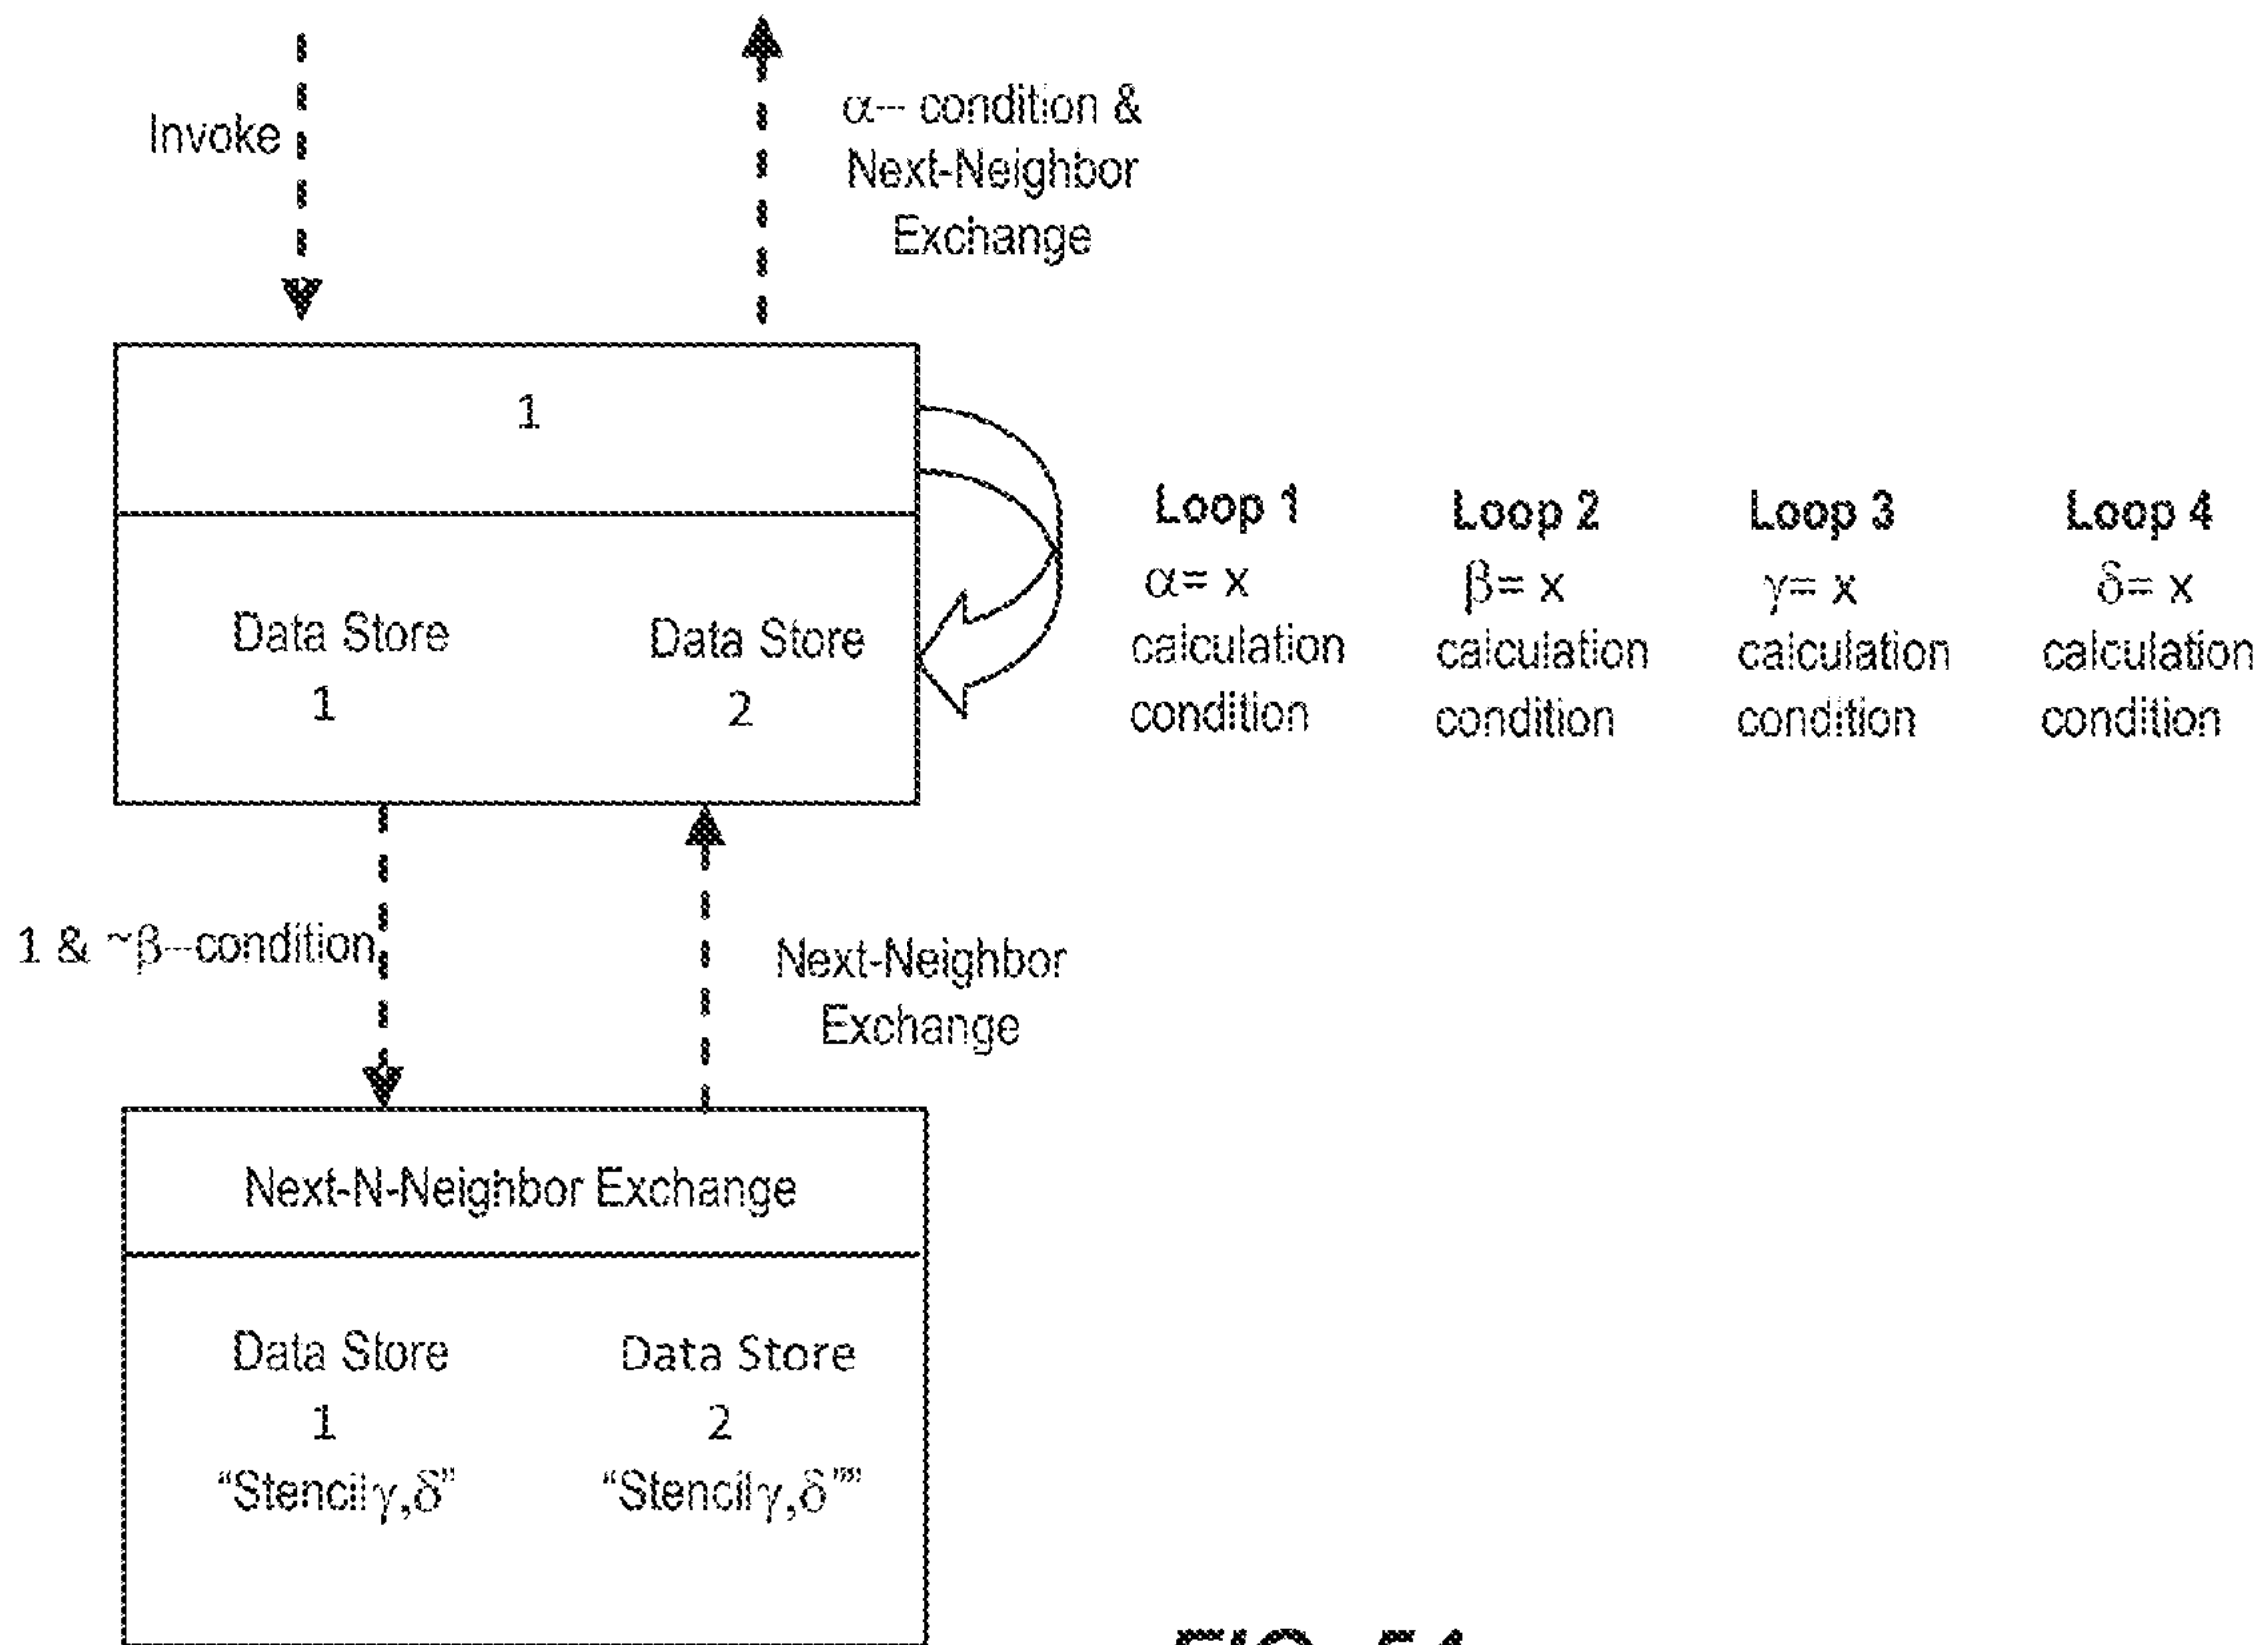 Invoke
α-- condition &
Next-Neighbor
Exchange
1
Data Store
1
Data Store
2
Loop 1
α= x
calculation
condition
Loop 2
β= x
calculation
condition
Loop 3
γ= x
calculation
condition
Loop 4
δ= x
calculation
condition
1 & ~β--condition
Next-Neighbor
Exchange
Next-N-Neighbor Exchange
Data Store
1
“Stencilγ,δ”
Data Store
2
“Stencilγ,δ””